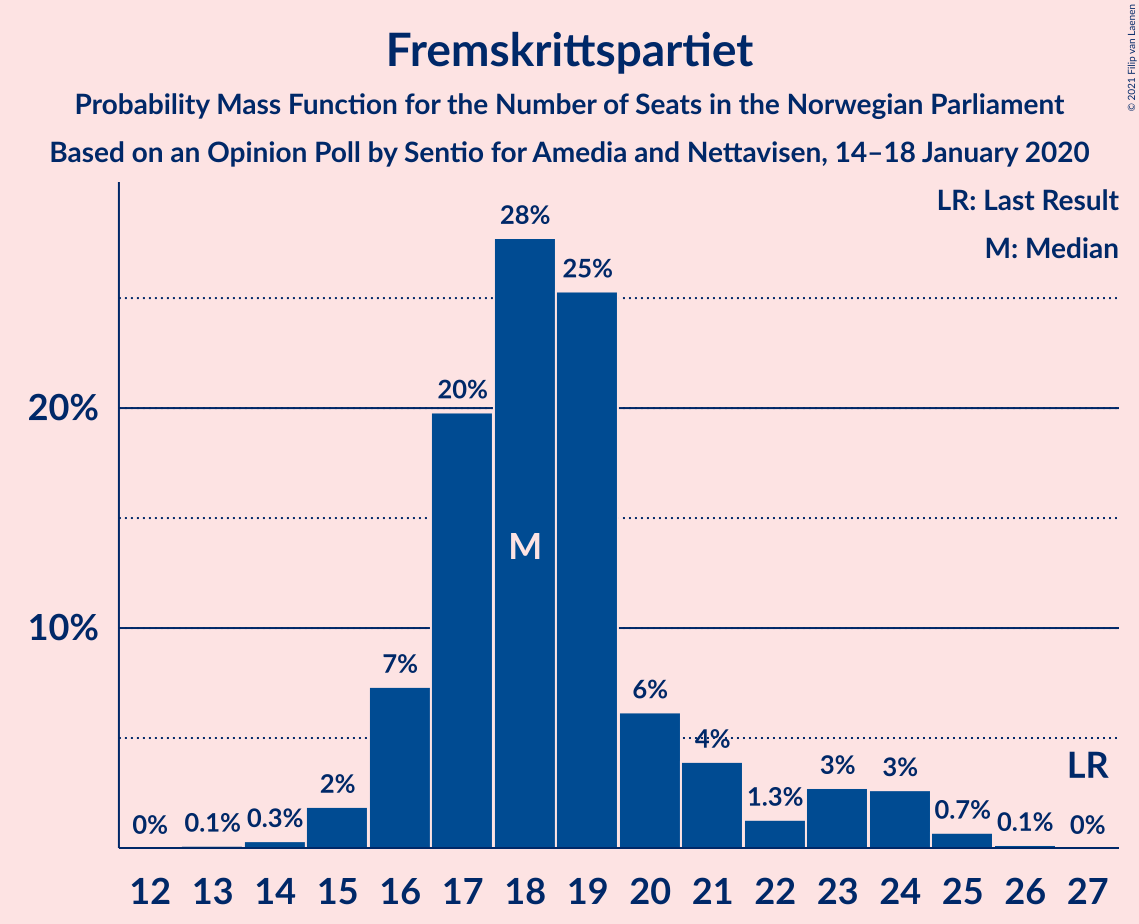 Fremskrittspartiet
Probability Mass Function for the Number of Seats in the Norwegian Parliament
Based on an Opinion Poll by Sentio for Amedia and Nettavisen, 14–18 January 2020
© 2021 Filip van Laenen
LR: Last Result
M: Median
28%
25%
20%
20%
M
10%
7%
6%
4%
LR
2%
3%
3%
1.3%
0%
0.1%
0.3%
0.7%
0.1%
0%
12 13 14 15 16 17 18 19 20 21 22 23 24 25 26 27